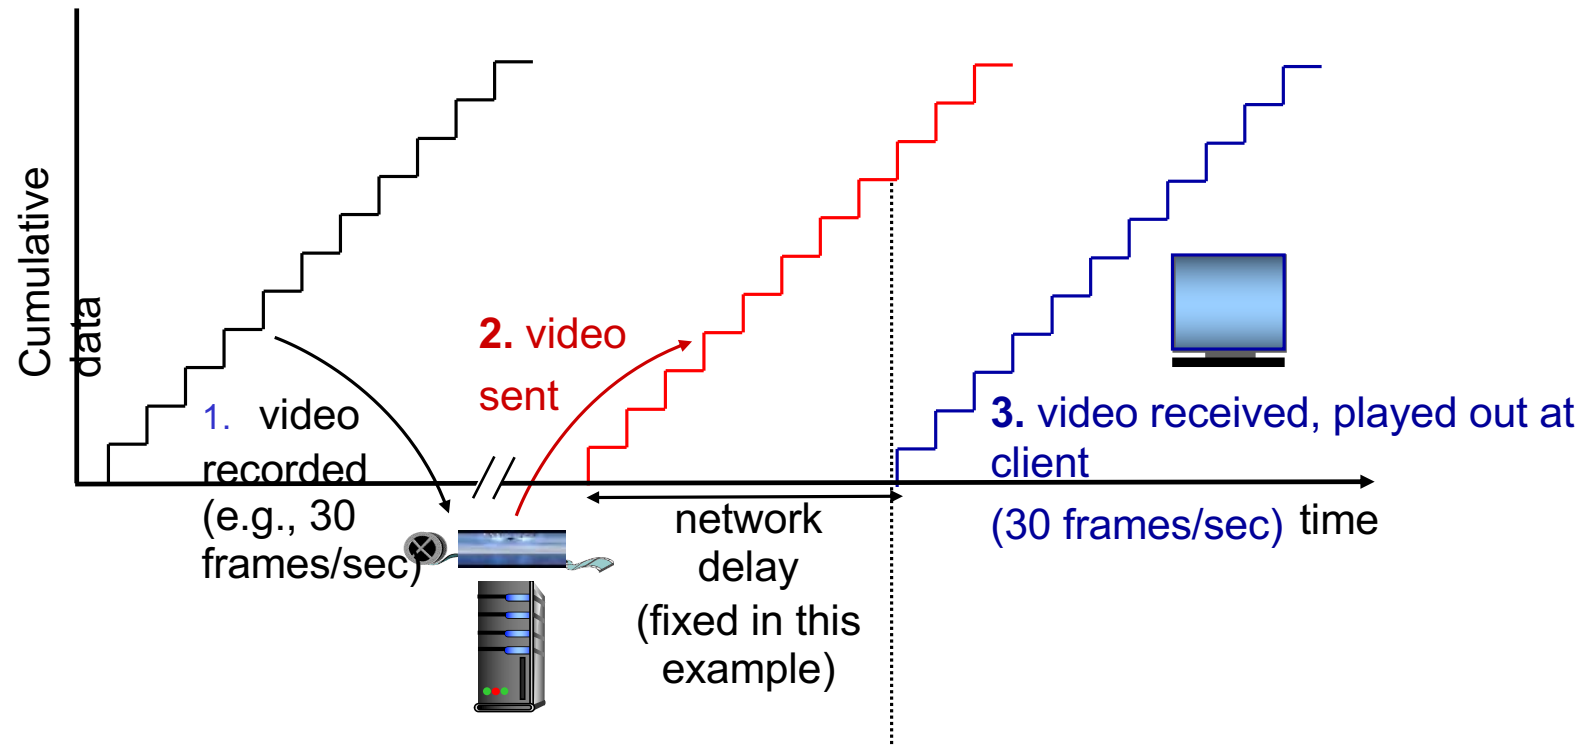 Cumulative
data
1. video
recorded
(e.g., 30
frames/sec)
2. video
sent
network
delay
(fixed in this
example)
3. video received, played out at
client
(30 frames/sec)
time